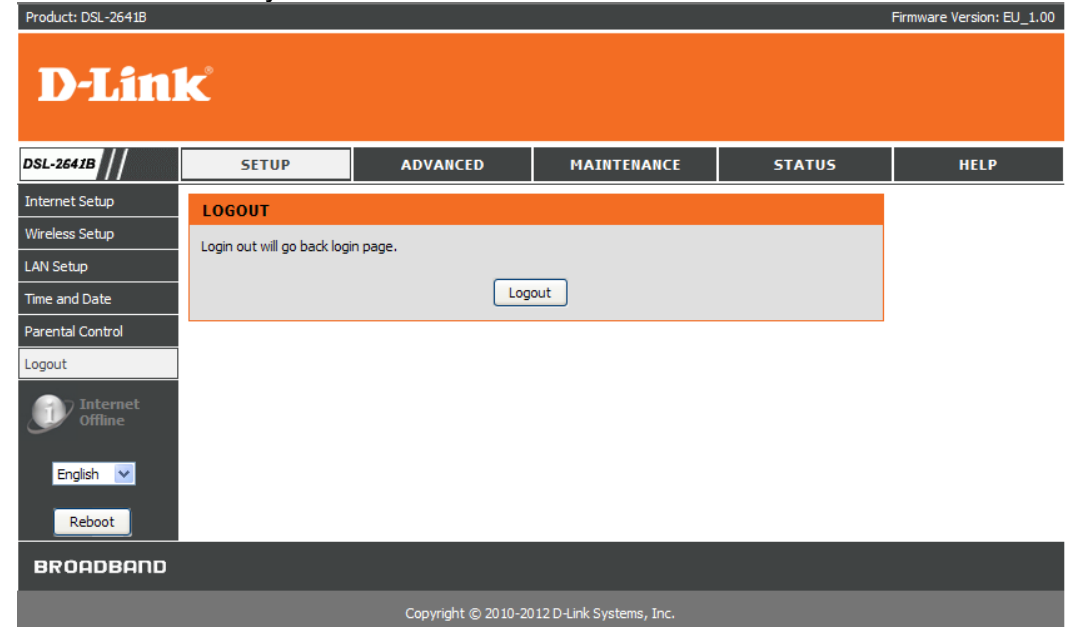 Product: DSL-2641B Firmware Version: EU_1.00
D-Link®
DSL-2641B SETUP ADVANCED MAINTENANCE STATUS HELP
Internet Setup
Wireless Setup
LAN Setup
Time and Date
Parental Control
Logout
LOGOUT
Login out will go back login page.
Logout
Internet
Offline
English
Reboot
BROADBAND
Copyright © 2010-2012 D-Link Systems, Inc.